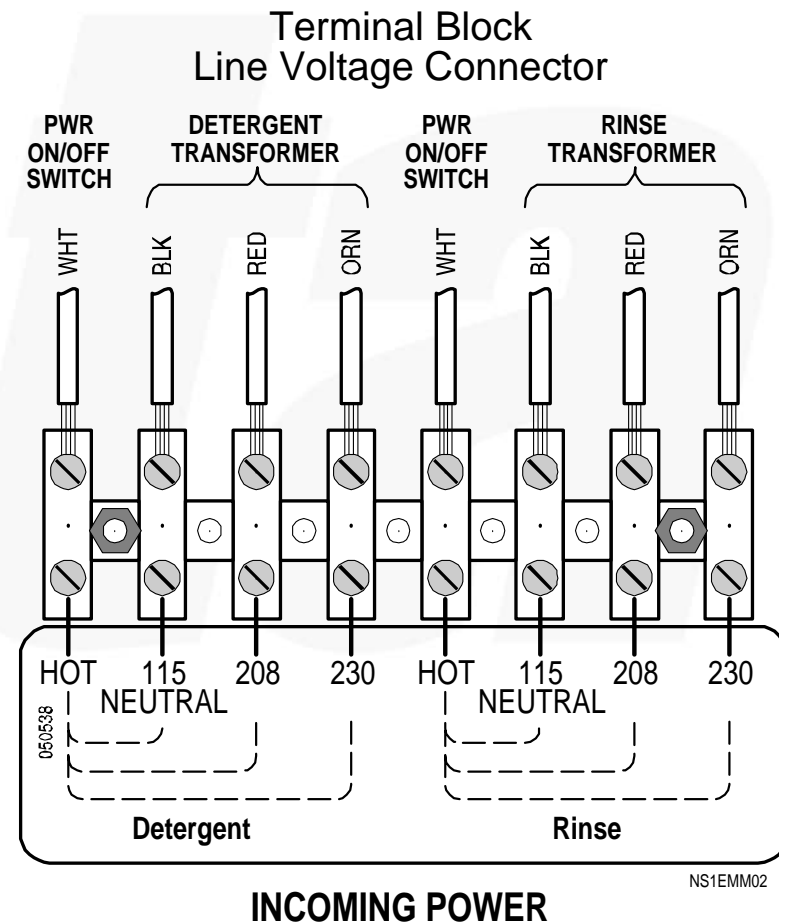 Terminal Block
Line Voltage Connector
PWR
ON/OFF
SWITCH
DETERGENT
TRANSFORMER
PWR
ON/OFF
SWITCH
RINSE
TRANSFORMER
WHT BLK RED ORN WHT BLK RED ORN
HOT 115 208 230 HOT 115 208 230
NEUTRAL NEUTRAL
050538
Detergent Rinse
NS1EMM02
INCOMING POWER